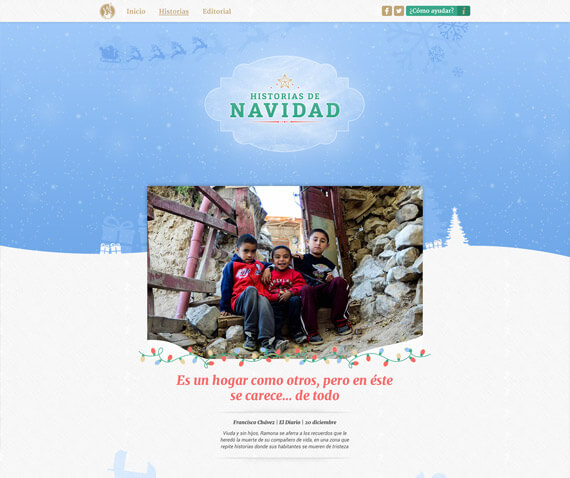 Inicio
Historias
Editorial
¿Cómo ayudar?
HISTORIAS DE
NAVIDAD
Es un hogar como otros, pero en éste
se carece... de todo
Francisco Chávez | El Diario | 20 diciembre
Viuda y sin hijos, Ramona se aferra a los recuerdos que le
heredó la muerte de su compañero de vida, en una zona que
repite historias donde sus habitantes se mueren de tristeza